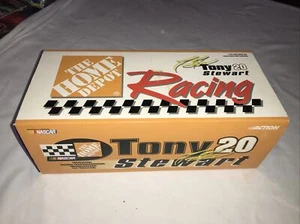 THE
HOME
DEPOT
Tony 20
Stewart
Racing
NASCAR
ACTION
NASCAR
Tony 20
Stewart